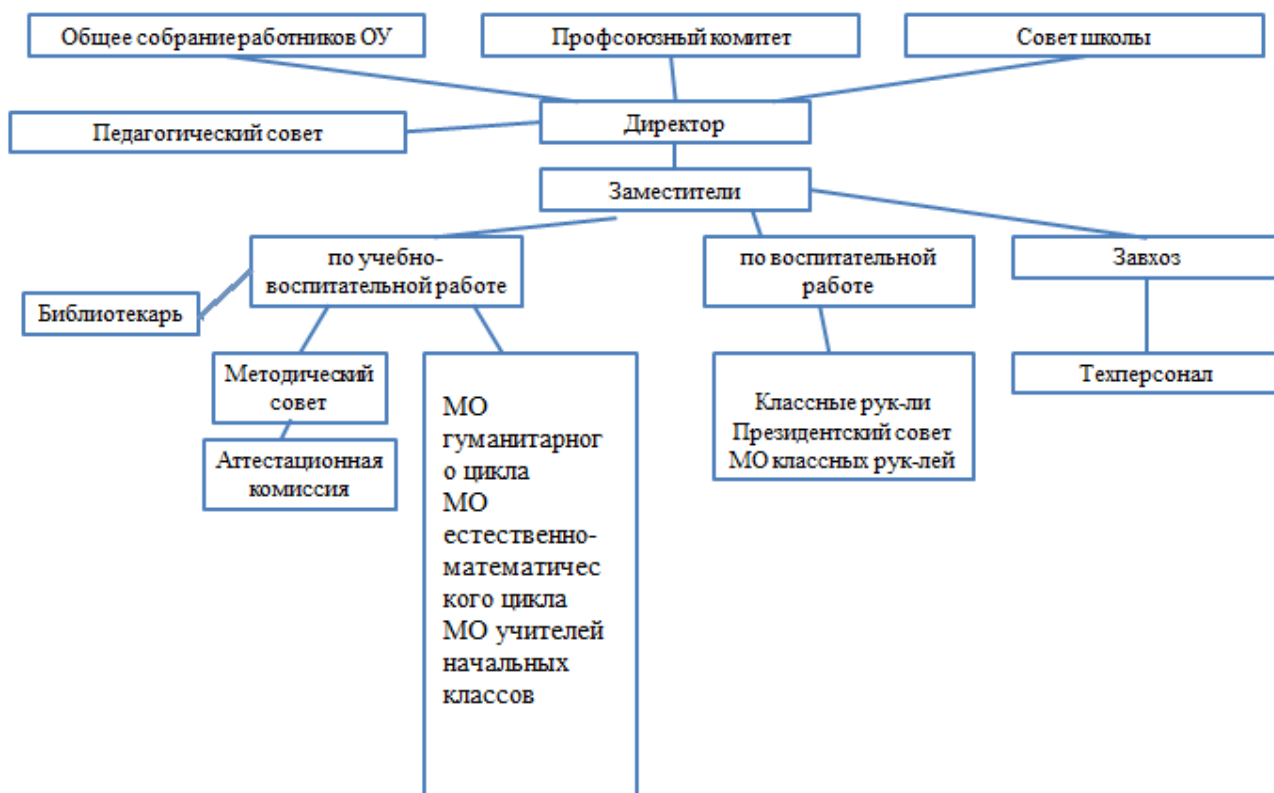 Общее собрание работников ОУ
Профсоюзный комитет
Совет школы
Педагогический совет
Директор
Заместители
по учебно-
воспитательной работе
по воспитательной
работе
Завхоз
Библиотекарь
Методический
совет
Аттестационная
комиссия
МО
гуманитарног
о цикла
МО
естественно-
математичес
кого цикла
МО учителей
начальных
классов
Классные рук-ли
Президентский совет
МО классных рук-лей
Техперсонал